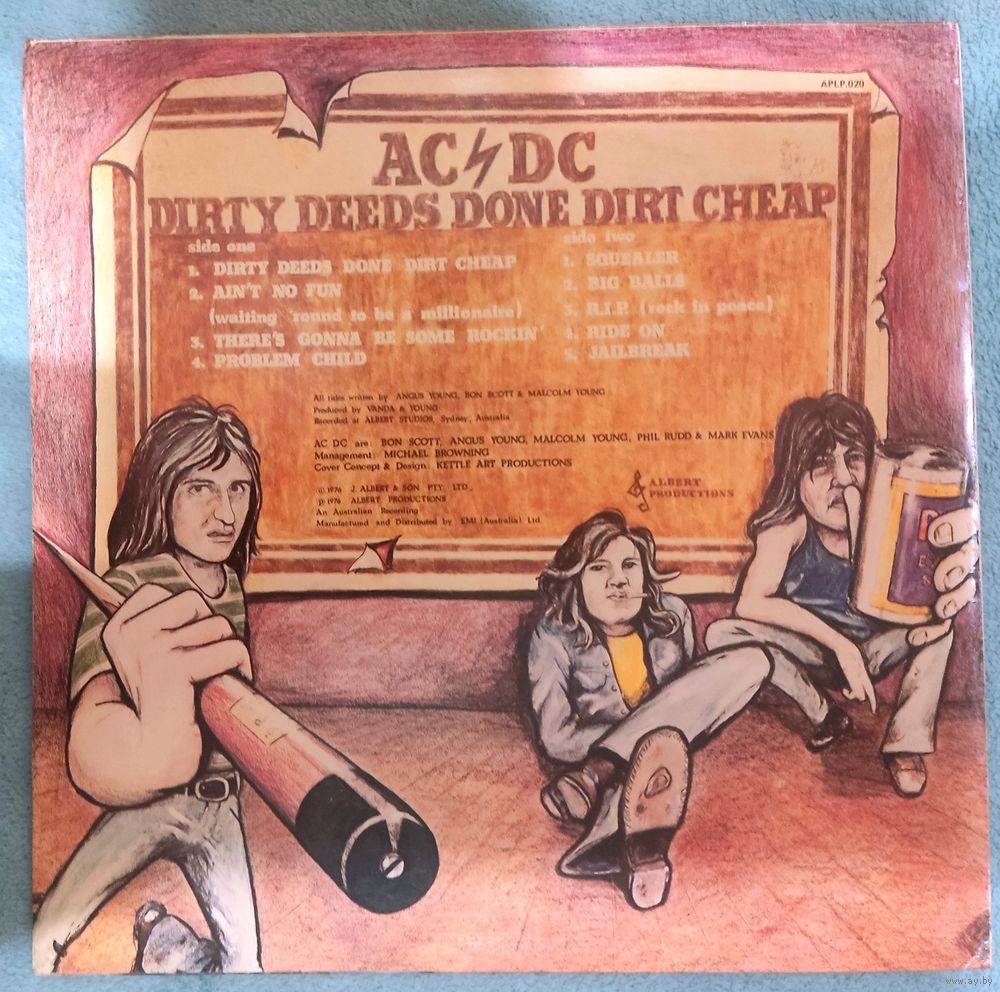 APLP.020
AC⚡DC
DIRTY DEEDS DONE DIRT CHEAP
side one
1. DIRTY DEEDS DONE DIRT CHEAP
2. AIN'T NO FUN
(waiting 'round to be a millionaire)
3. THERE'S GONNA BE SOME ROCKIN'
4. PROBLEM CHILD
side two
1. SQUEALER
2. BIG BALLS
3. R.I.P. (rock in peace)
4. RIDE ON
5. JAILBREAK
All titles written by ANGUS YOUNG, BON SCOTT & MALCOLM YOUNG
Produced by VANDA & YOUNG
Recorded at ALBERT STUDIOS, Sydney, Australia
AC DC are: BON SCOTT, ANGUS YOUNG, MALCOLM YOUNG, PHIL RUDD & MARK EVANS
Management: MICHAEL BROWNING
Cover Concept & Design: KETTLE ART PRODUCTIONS
© 1976 J. ALBERT & SON PTY. LTD.,
℗ 1976 ALBERT PRODUCTIONS
An Australian Recording
Manufactured and Distributed by EMI (Australia) Ltd
ALBERT
PRODUCTIONS
www.ay.by